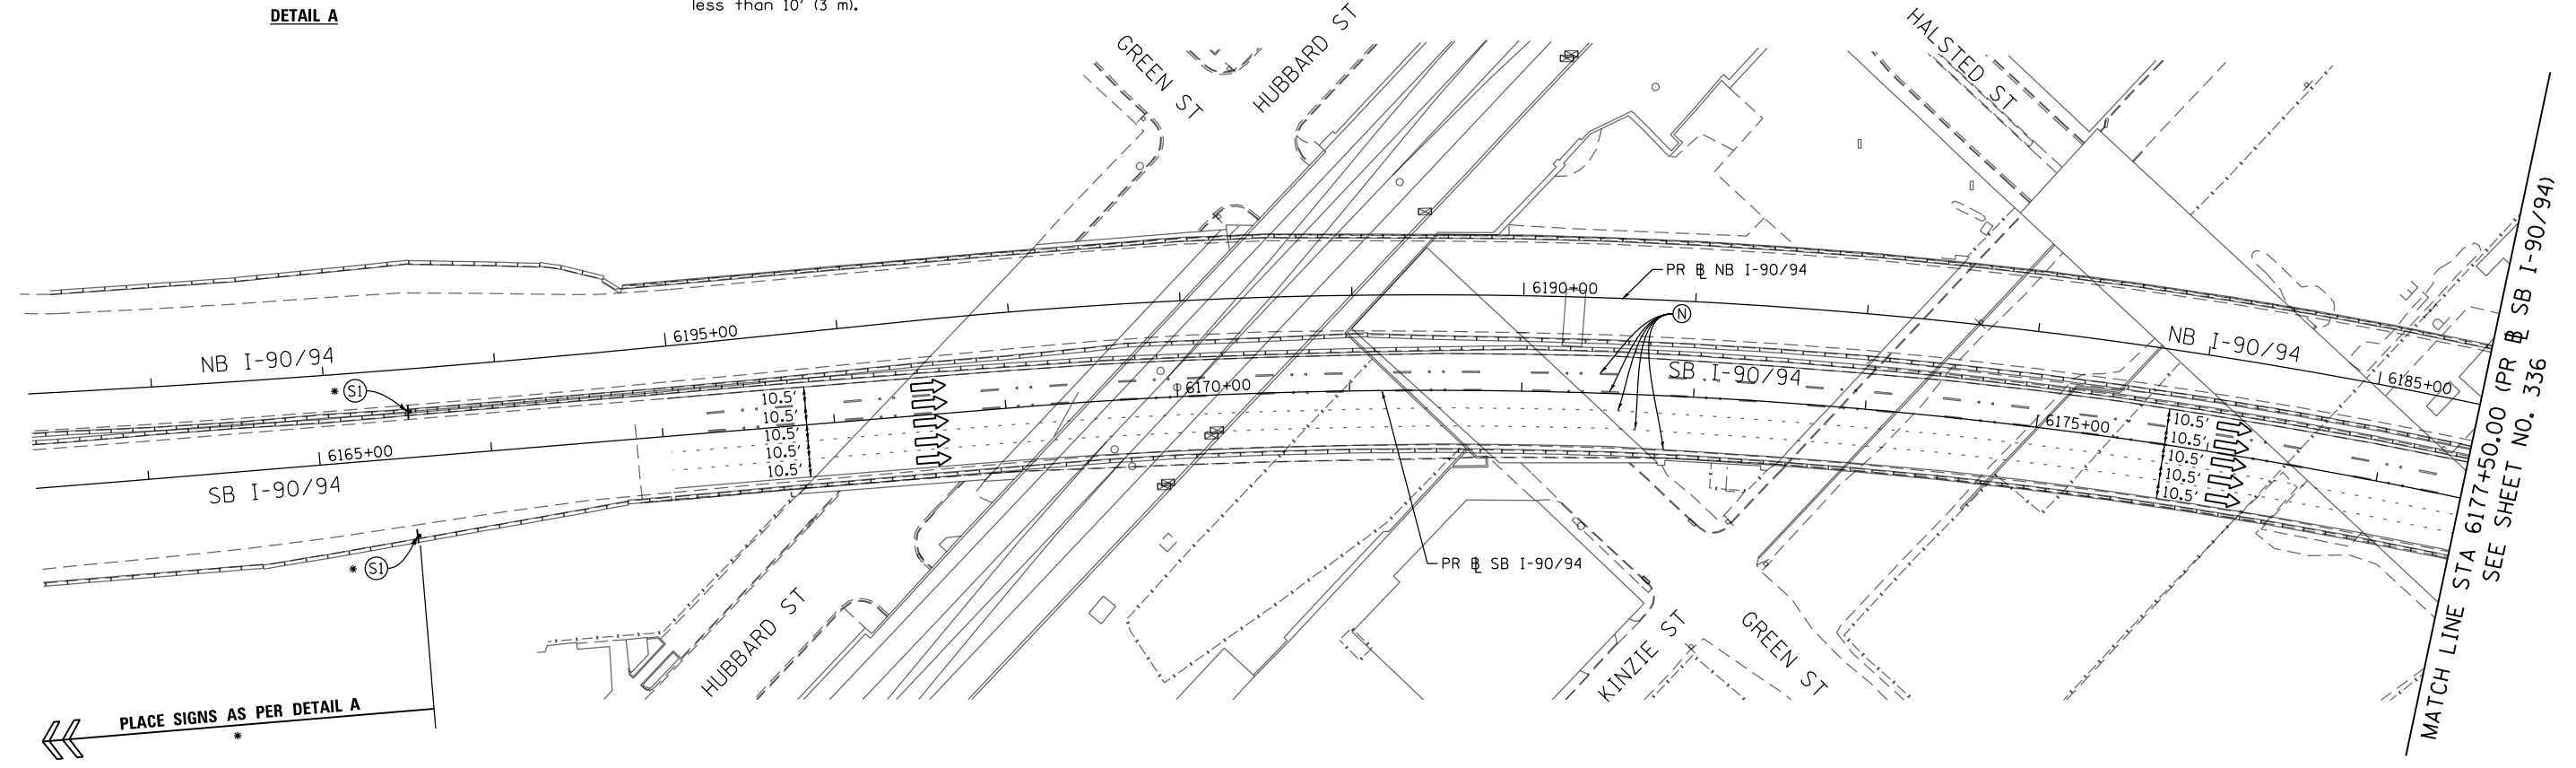 DETAIL A
less than 10' (3 m).
GREEN ST
HUBBARD ST
HALSTED ST
PR ℄ NB I-90/94
6190+00
N
6195+00
NB I-90/94
NB I-90/94
6185+00
* S1
SB I-90/94
6170+00
10.5'
10.5'
10.5'
10.5'
10.5'
6175+00
10.5'
10.5'
10.5'
10.5'
10.5'
6165+00
SB I-90/94
* S1
PR ℄ SB I-90/94
HUBBARD ST
KINZIE ST
GREEN ST
PLACE SIGNS AS PER DETAIL A
*
MATCH LINE STA 6177+50.00 (PR ℄ SB I-90/94)
SEE SHEET NO. 336